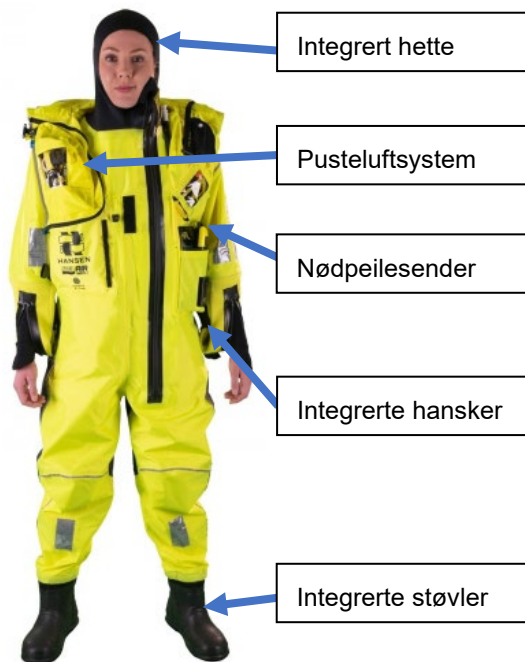 Integrert hette
Pusteluftsystem
Nødpeilesender
HANSEN
Integrerte hansker
Integrerte støvler